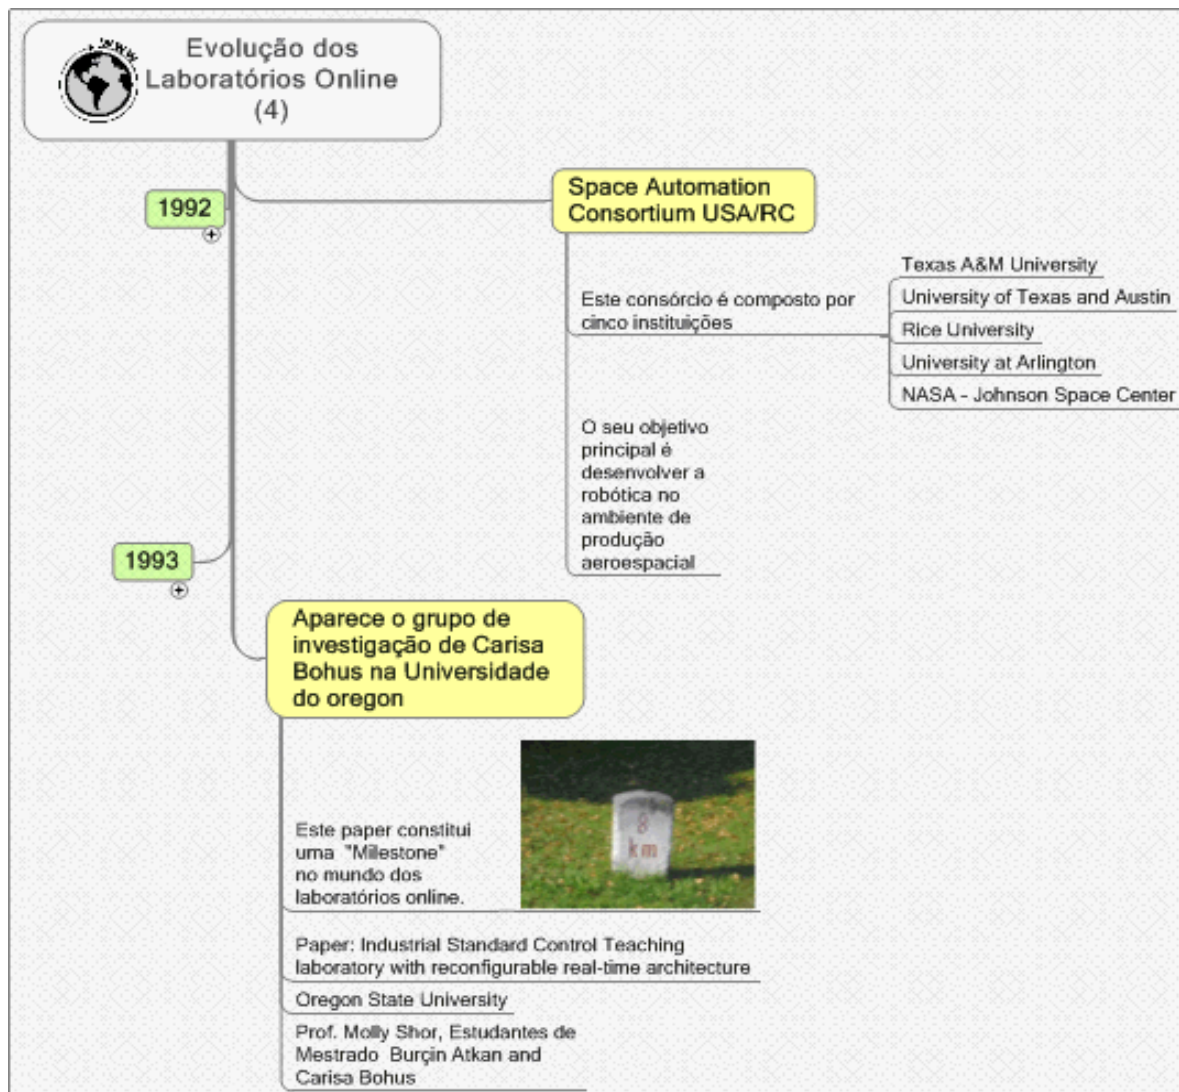 www
Evolução dos
Laboratórios Online
(4)
1992
Space Automation
Consortium USA/RC
Este consórcio é composto por
cinco instituições
Texas A&M University
University of Texas and Austin
Rice University
University at Arlington
NASA - Johnson Space Center
O seu objetivo
principal é
desenvolver a
robótica no
ambiente de
produção
aeroespacial
1993
Aparece o grupo de
investigação de Carisa
Bohus na Universidade
do oregon
8
km
Este paper constitui
uma "Milestone"
no mundo dos
laboratórios online.
Paper: Industrial Standard Control Teaching
laboratory with reconfigurable real-time architecture
Oregon State University
Prof. Molly Shor, Estudantes de
Mestrado Burçin Atkan and
Carisa Bohus